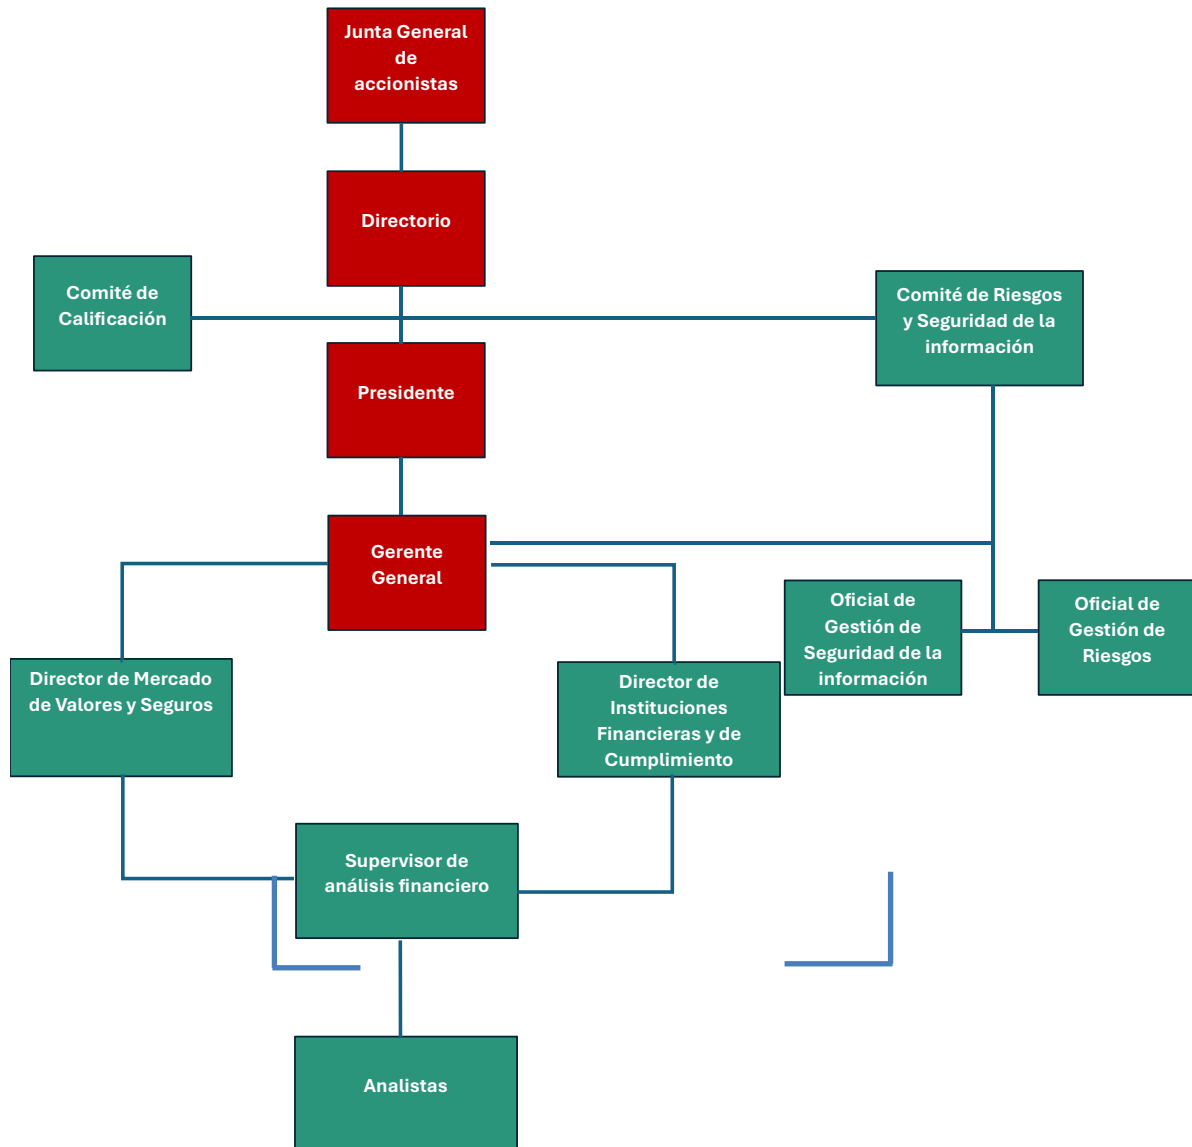 Junta General
de
accionistas
Directorio
Comité de
Calificación
Comité de Riesgos
y Seguridad de la
información
Presidente
Gerente
General
Oficial de
Gestión de
Seguridad de la
información
Oficial de
Gestión de
Riesgos
Director de Mercado
de Valores y Seguros
Director de
Instituciones
Financieras y de
Cumplimiento
Supervisor de
análisis financiero
Analistas